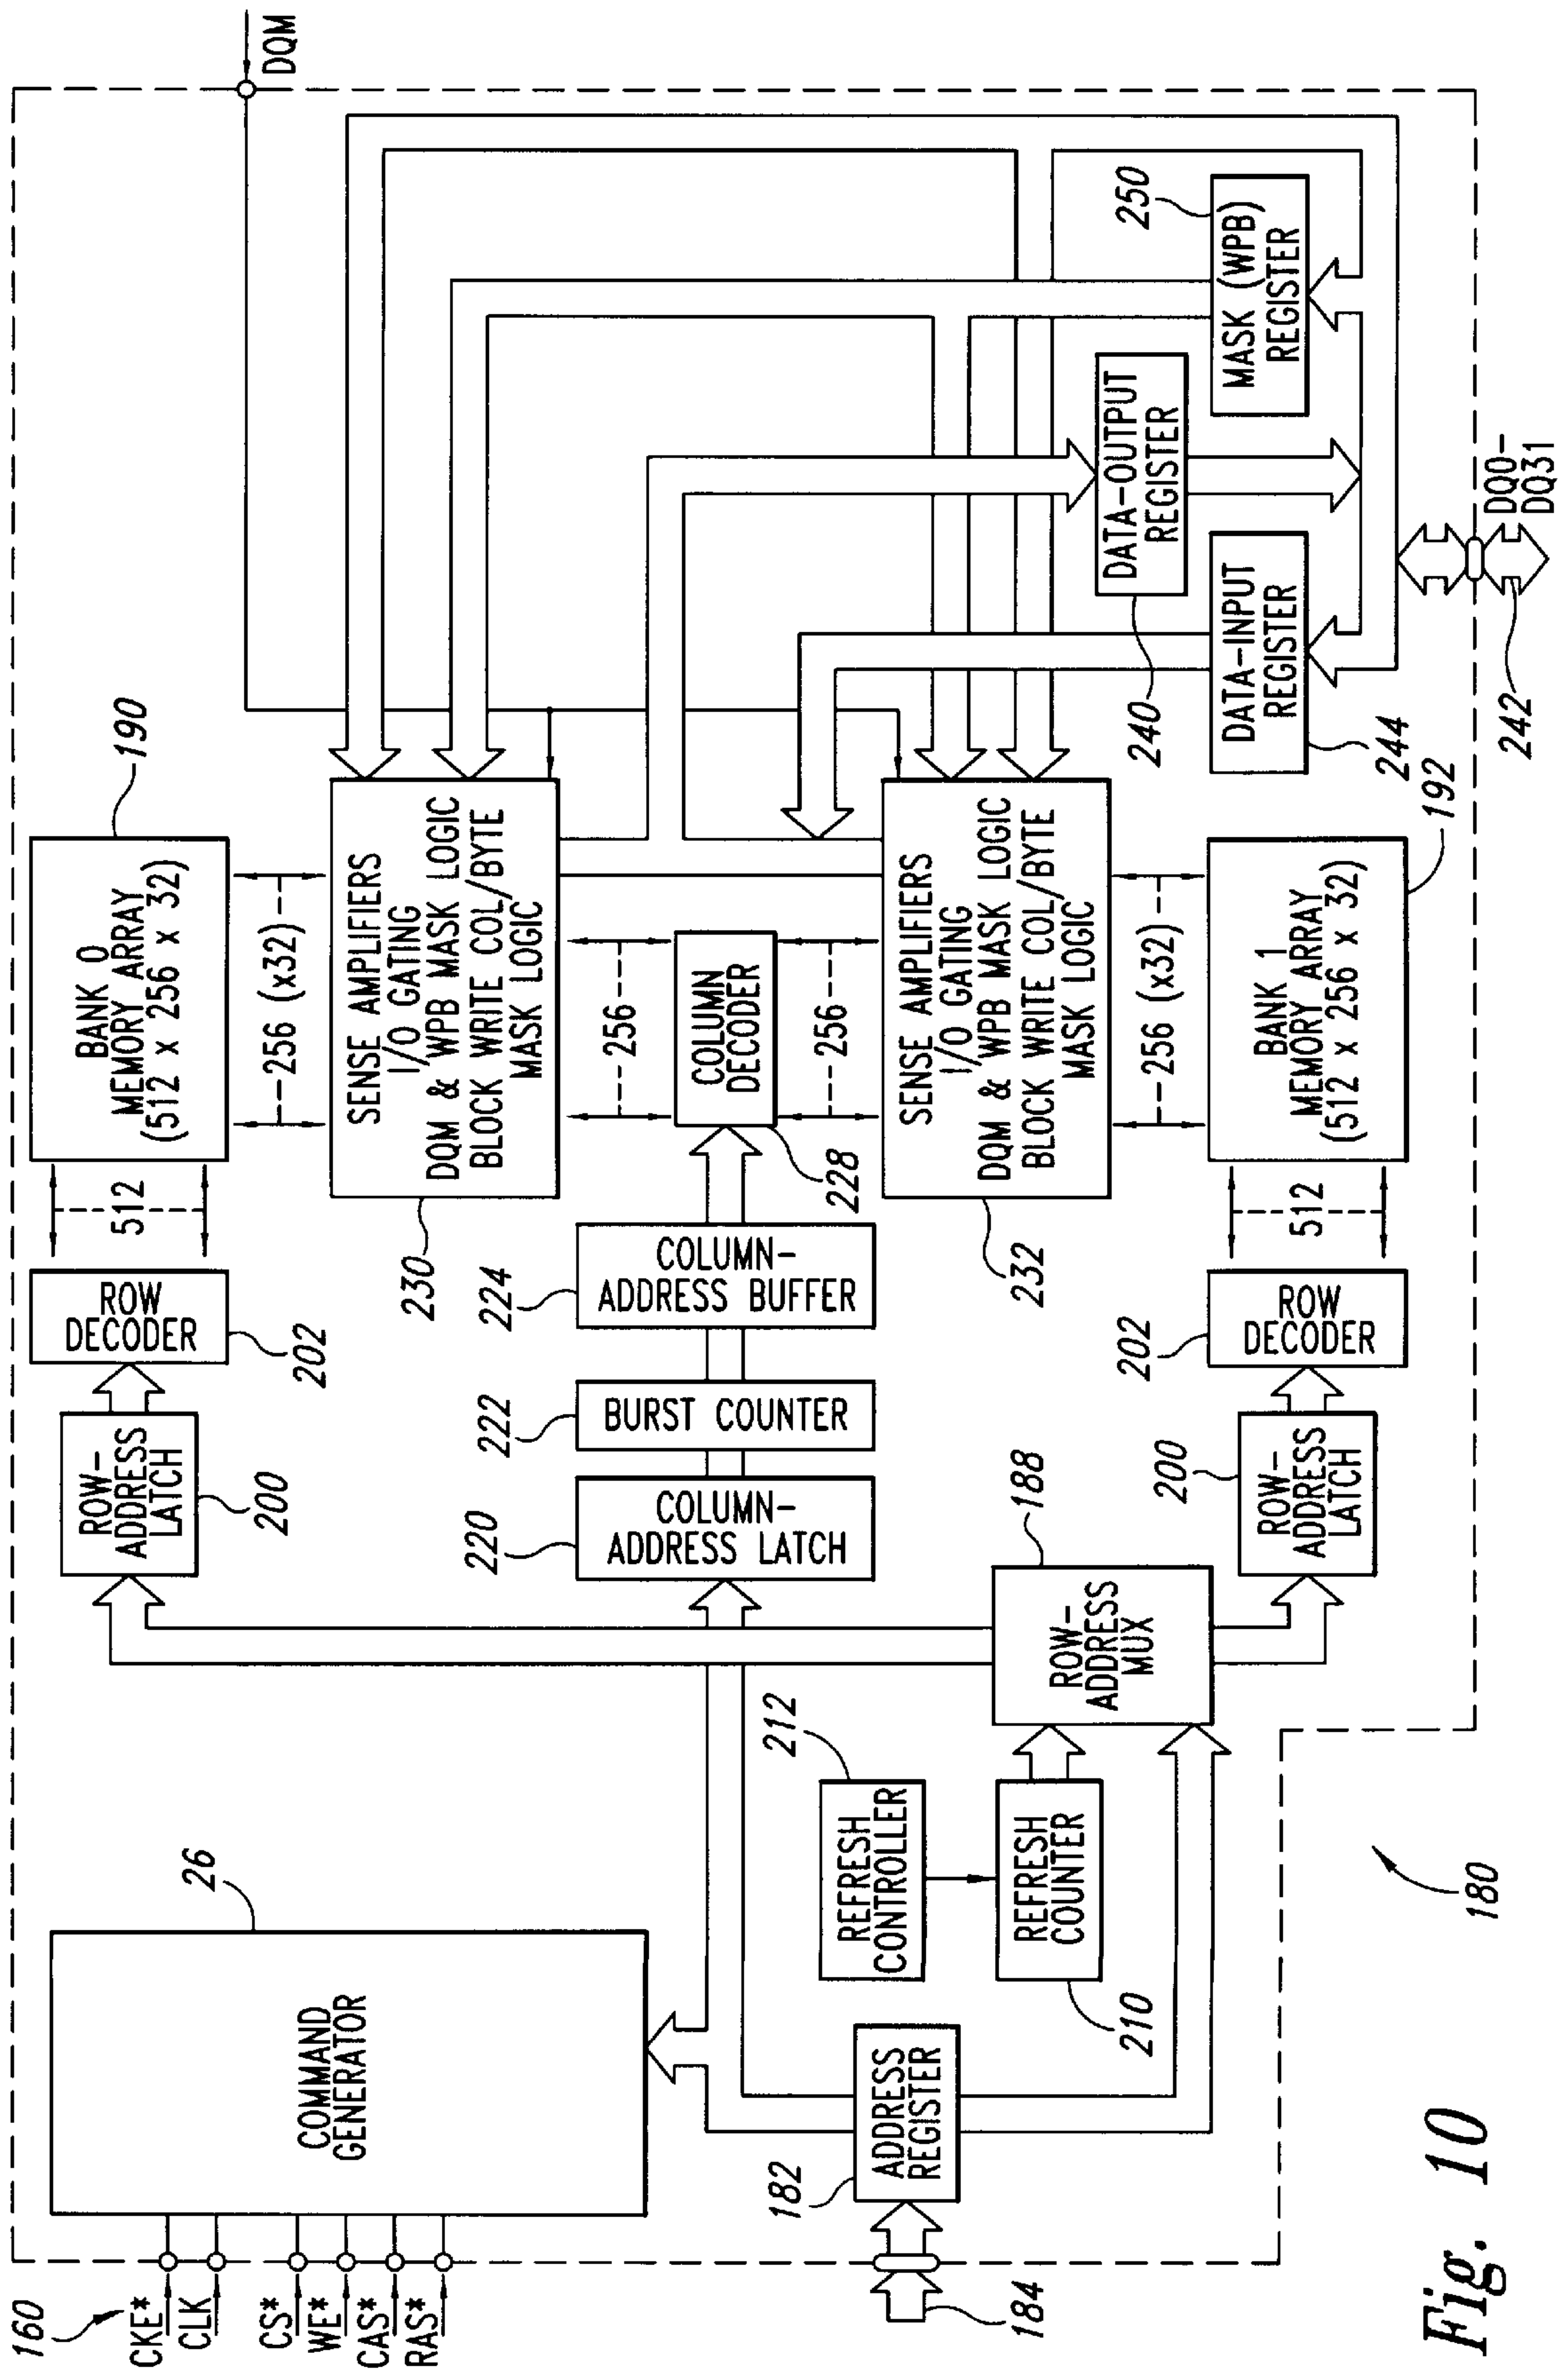 160
CKE*
CLK
CS*
WE*
CAS*
RAS*
COMMAND
GENERATOR
26
184
182
ADDRESS
REGISTER
REFRESH
CONTROLLER
212
REFRESH
COUNTER
210
ROW-
ADDRESS
MUX
188
ROW-
ADDRESS
LATCH
200
ROW
DECODER
202
512
BANK 0
MEMORY ARRAY
(512 x 256 x 32)
190
256 (x32)
SENSE AMPLIFIERS
I/O GATING
DQM & WPB MASK LOGIC
BLOCK WRITE COL/BYTE
MASK LOGIC
230
256
220
COLUMN-
ADDRESS LATCH
222
BURST COUNTER
224
COLUMN-
ADDRESS BUFFER
COLUMN
DECODER
228
256
SENSE AMPLIFIERS
I/O GATING
DQM & WPB MASK LOGIC
BLOCK WRITE COL/BYTE
MASK LOGIC
232
256 (x32)
200
ROW-
ADDRESS
LATCH
202
ROW
DECODER
512
BANK 1
MEMORY ARRAY
(512 x 256 x 32)
192
DQM
DATA-OUTPUT
REGISTER
240
DATA-INPUT
REGISTER
244
250
MASK (WPB)
REGISTER
242
DQ0-
DQ31
180
Fig. 10